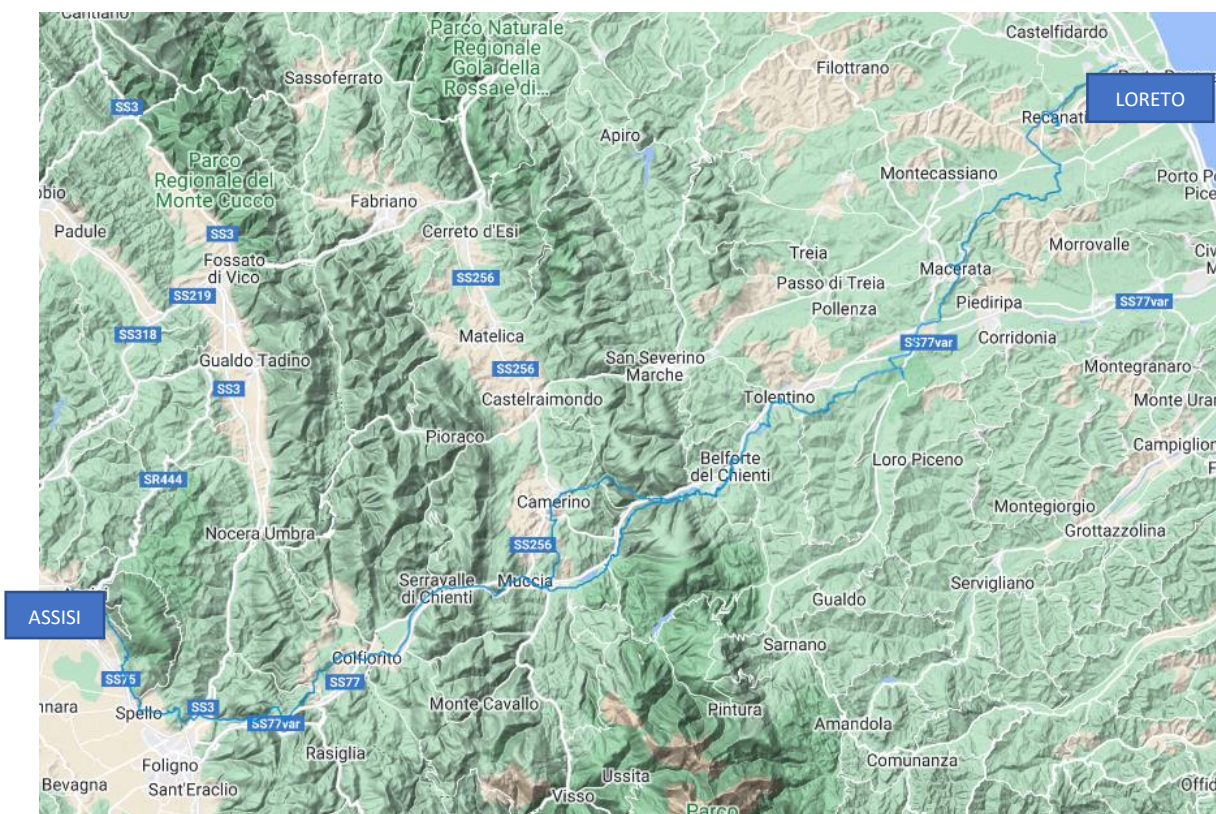 Cantiano
Parco Naturale
Regionale
Gola della
Rossa e di...
Castelfidardo
Sassoferrato
Filottrano
SS3
LORETO
Recanati
Apiro
Parco
Regionale del
Monte Cucco
Montecassiano
Porto
Pice
bio
Fabriano
Padule
SS3
Cerreto d'Esi
Morrovalle
Treia
Fossato
di Vico
SS256
Macerata
Passo di Treia
SS219
Pollenza
Piediripa
SS77var
SS318
Matelica
SS77var
Corridonia
Gualdo Tadino
San Severino
Marche
SS256
Montegranaro
SS3
Castelraimondo
Tolentino
Monte Urar
Pioraco
Campiglior
Belforte
del Chienti
Loro Piceno
SR444
Camerino
Montegiorgio
Nocera Umbra
Grottazzolina
SS256
Serravalle
di Chienti
Muccia
Servigliano
Gualdo
ASSISI
Sarnano
Colfiorito
SS75
SS77
nnara
Spello
SS3
Monte Cavallo
Pintura
SS77var
Amandola
Rasiglia
Foligno
Comunanza
Bevagna
Sant'Eraclio
Ussita
Visso
Offid
Parco